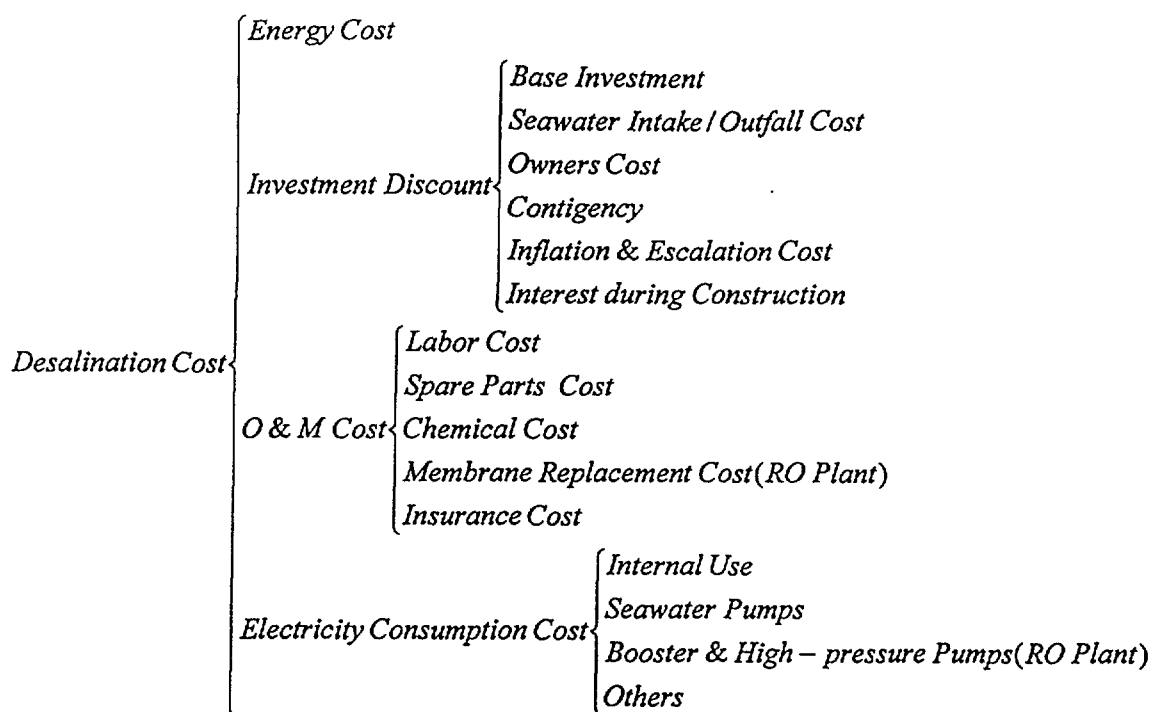 Energy Cost
Base Investment
Seawater Intake / Outfall Cost
Owners Cost
Investment Discount
Contigency
Inflation & Escalation Cost
Interest during Construction
Desalination Cost
Labor Cost
Spare Parts Cost
O & M Cost
Chemical Cost
Membrane Replacement Cost(RO Plant)
Insurance Cost
Internal Use
Seawater Pumps
Electricity Consumption Cost
Booster & High - pressure Pumps(RO Plant)
Others